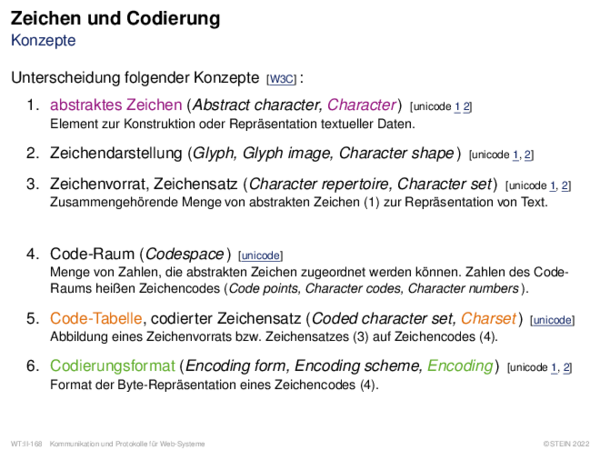 Zeichen und Codierung
Konzepte
Unterscheidung folgender Konzepte [W3C] :
1. abstraktes Zeichen (Abstract character, Character) [unicode 1 2]
Element zur Konstruktion oder Repräsentation textueller Daten.
2. Zeichendarstellung (Glyph, Glyph image, Character shape) [unicode 1, 2]
3. Zeichenvorrat, Zeichensatz (Character repertoire, Character set) [unicode 1, 2]
Zusammengehörende Menge von abstrakten Zeichen (1) zur Repräsentation von Text.
4. Code-Raum (Codespace) [unicode]
Menge von Zahlen, die abstrakten Zeichen zugeordnet werden können. Zahlen des Code-
Raums heißen Zeichencodes (Code points, Character codes, Character numbers).
5. Code-Tabelle, codierter Zeichensatz (Coded character set, Charset) [unicode]
Abbildung eines Zeichenvorrats bzw. Zeichensatzes (3) auf Zeichencodes (4).
6. Codierungsformat (Encoding form, Encoding scheme, Encoding) [unicode 1, 2]
Format der Byte-Repräsentation eines Zeichencodes (4).
WT:II-168 Kommunikation und Protokolle für Web-Systeme ©STEIN 2022